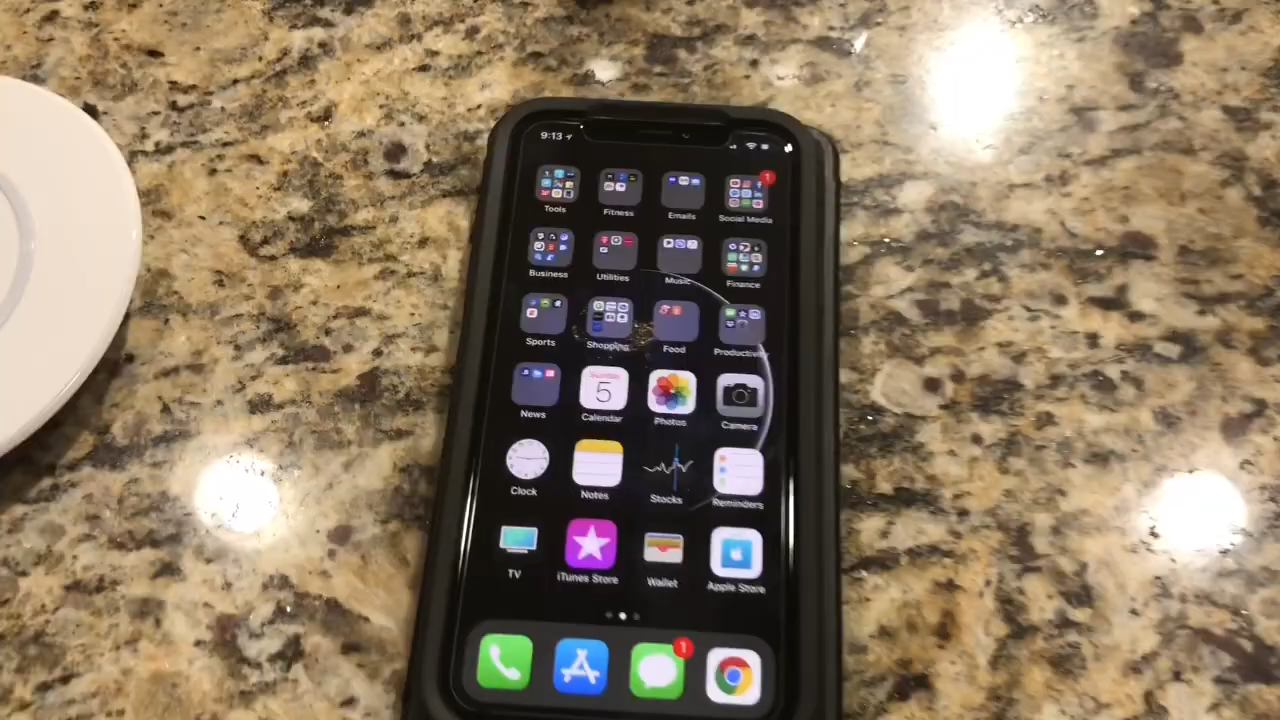 9:13
1
Tools Fitness Emails Social Media
Business Utilities Music Finance
Sports Shopping Food Productivity
Sunday
5
News Calendar Photos Camera
Clock Notes Stocks Reminders
TV iTunes Store Wallet Apple Store
1